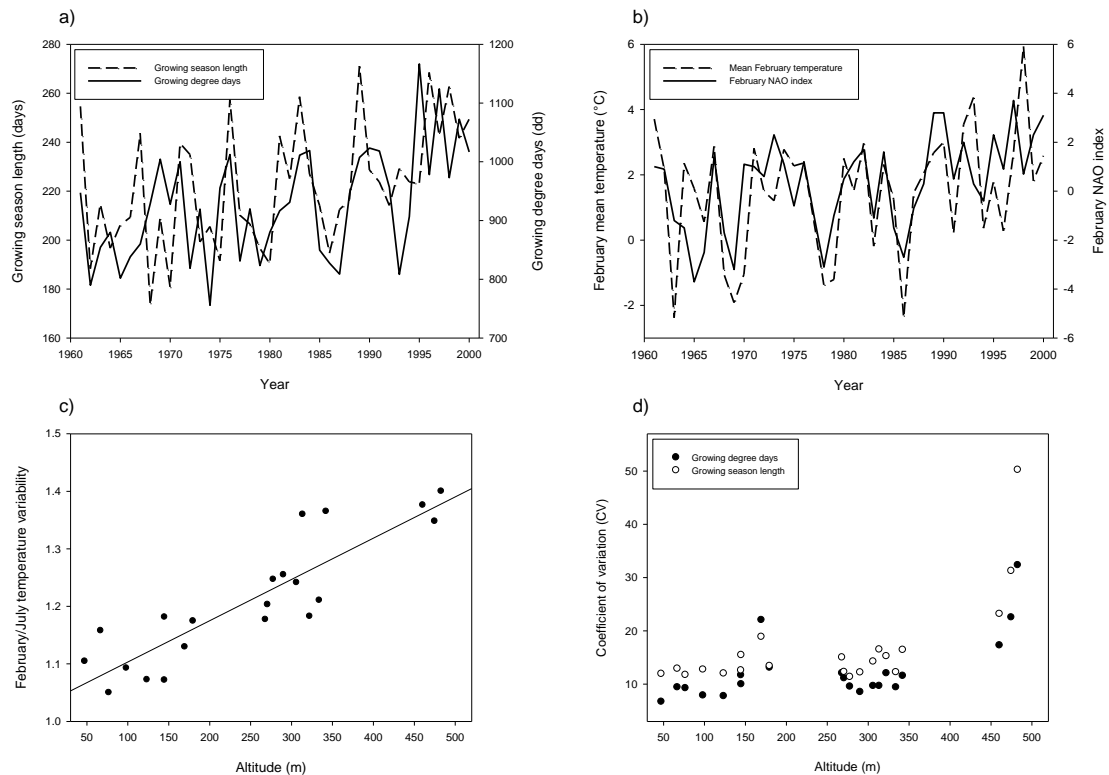 a)
280
260
240
220
200
180
160
Growing season length (days)
Growing season length
Growing degree days
1200
1100
1000
900
800
700
Growing degree days (dd)
1960 1965 1970 1975 1980 1985 1990 1995 2000
Year
b)
6
4
2
0
-2
February mean temperature (°C)
Mean February temperature
February NAO index
6
4
2
0
-2
-4
-6
February NAO index
1960 1965 1970 1975 1980 1985 1990 1995 2000
Year
c)
1.5
1.4
1.3
1.2
1.1
1.0
February/July temperature variability
50 100 150 200 250 300 350 400 450 500
Altitude (m)
d)
50
40
30
20
10
Coefficient of variation (CV)
Growing degree days
Growing season length
50 100 150 200 250 300 350 400 450 500
Altitude (m)